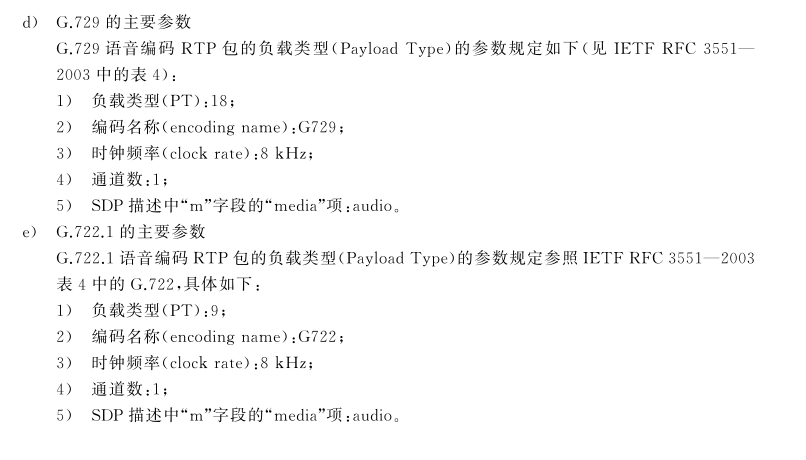 d) G.729 的主要参数
G.729 语音编码 RTP 包的负载类型(Payload Type)的参数规定如下(见 IETF RFC 3551—
2003 中的表 4):
1) 负载类型(PT):18;
2) 编码名称(encoding name):G729;
3) 时钟频率(clock rate):8 kHz;
4) 通道数:1;
5) SDP 描述中“m”字段的“media”项:audio。
e) G.722.1 的主要参数
G.722.1 语音编码 RTP 包的负载类型(Payload Type)的参数规定参照 IETF RFC 3551—2003
表 4 中的 G.722,具体如下:
1) 负载类型(PT):9;
2) 编码名称(encoding name):G722;
3) 时钟频率(clock rate):8 kHz;
4) 通道数:1;
5) SDP 描述中“m”字段的“media”项:audio。